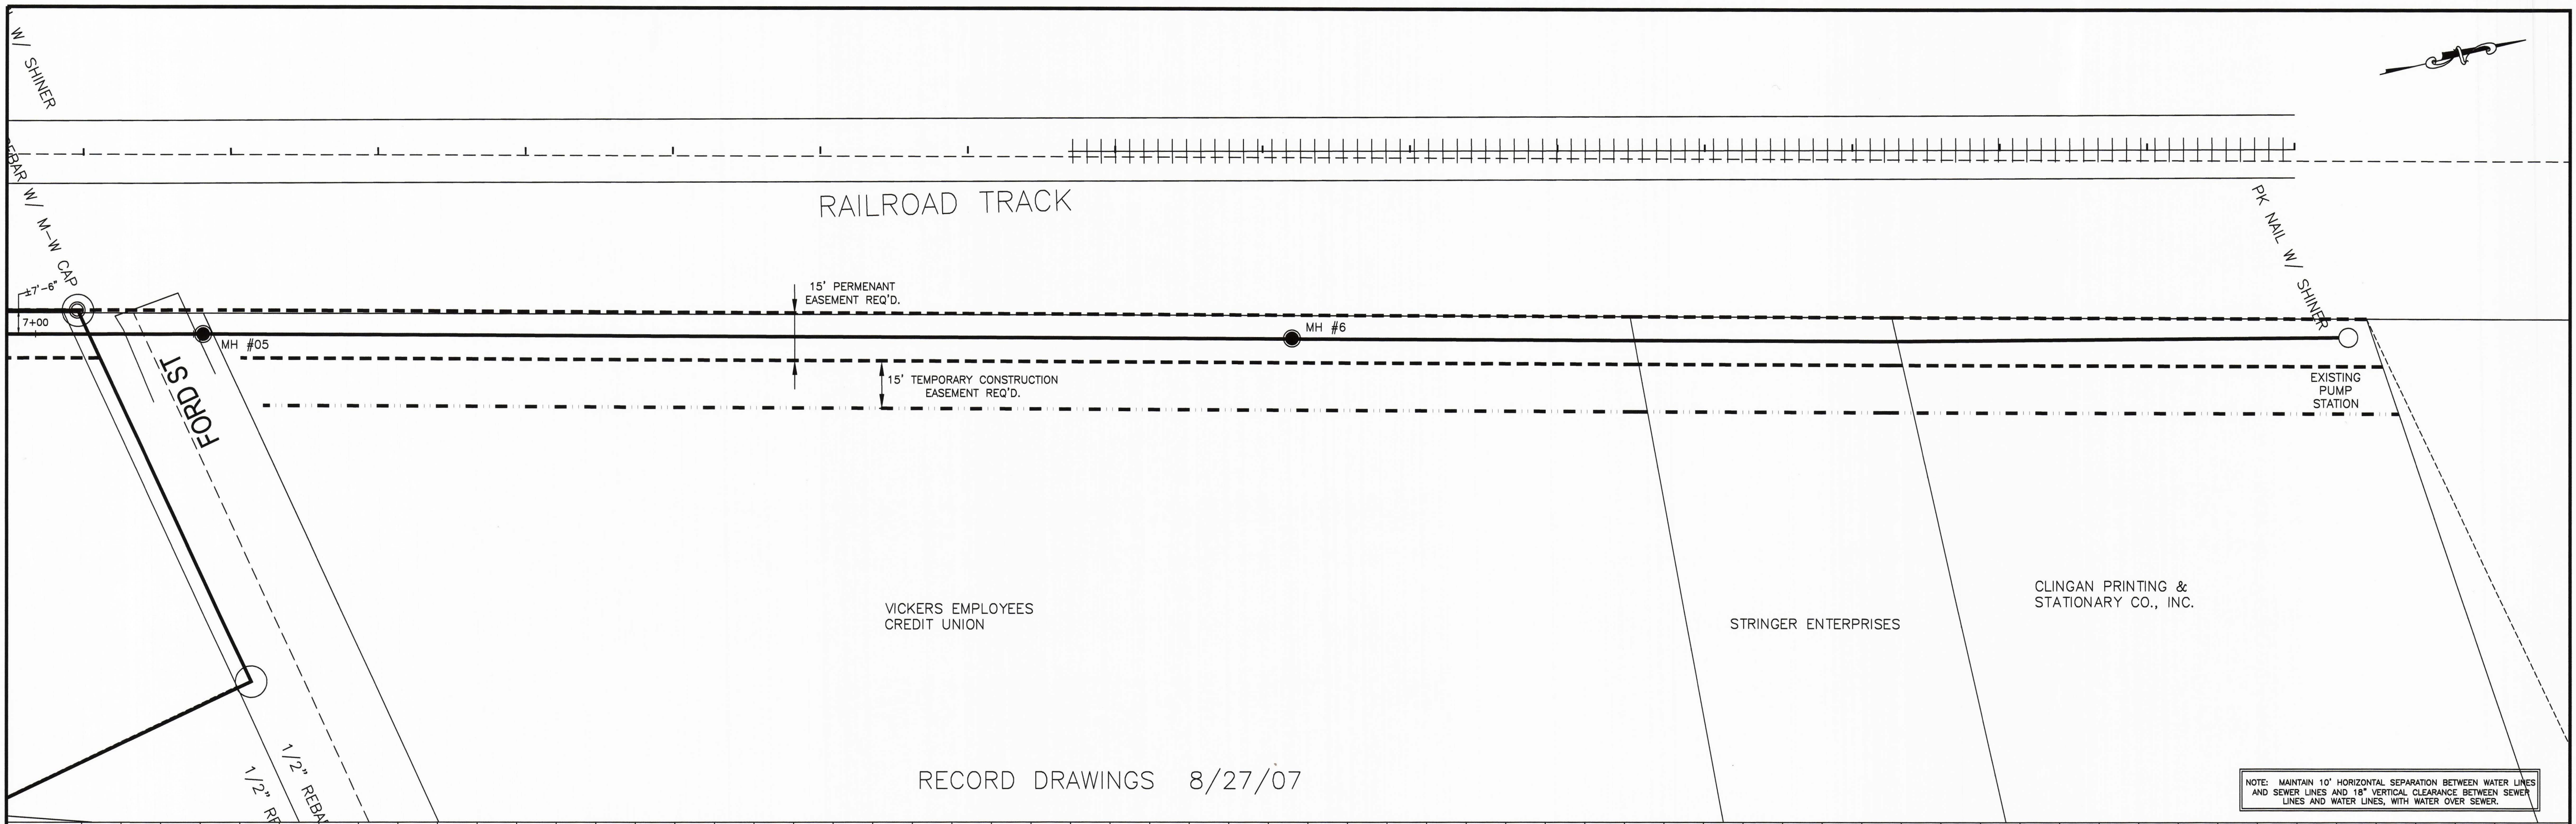 W/ SHINER
RAILROAD TRACK
PK NAIL W/ SHINER
W/ M-W CAP
±7'-6"
7+00
15' PERMENANT
EASEMENT REQ'D.
MH #05
MH #6
FORD ST
15' TEMPORARY CONSTRUCTION
EASEMENT REQ'D.
EXISTING
PUMP
STATION
VICKERS EMPLOYEES
CREDIT UNION
STRINGER ENTERPRISES
CLINGAN PRINTING &
STATIONARY CO., INC.
1/2"
1/2"
RECORD DRAWINGS 8/27/07
NOTE: MAINTAIN 10' HORIZONTAL SEPARATION BETWEEN WATER LINES
AND SEWER LINES AND 18" VERTICAL CLEARANCE BETWEEN SEWER
LINES AND WATER LINES, WITH WATER OVER SEWER.